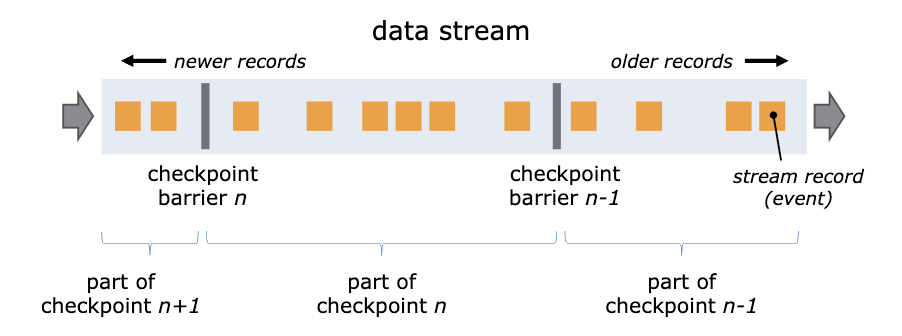 data stream
newer records
older records
checkpoint
barrier n
checkpoint
barrier n-1
stream record
(event)
part of
checkpoint n+1
part of
checkpoint n
part of
checkpoint n-1